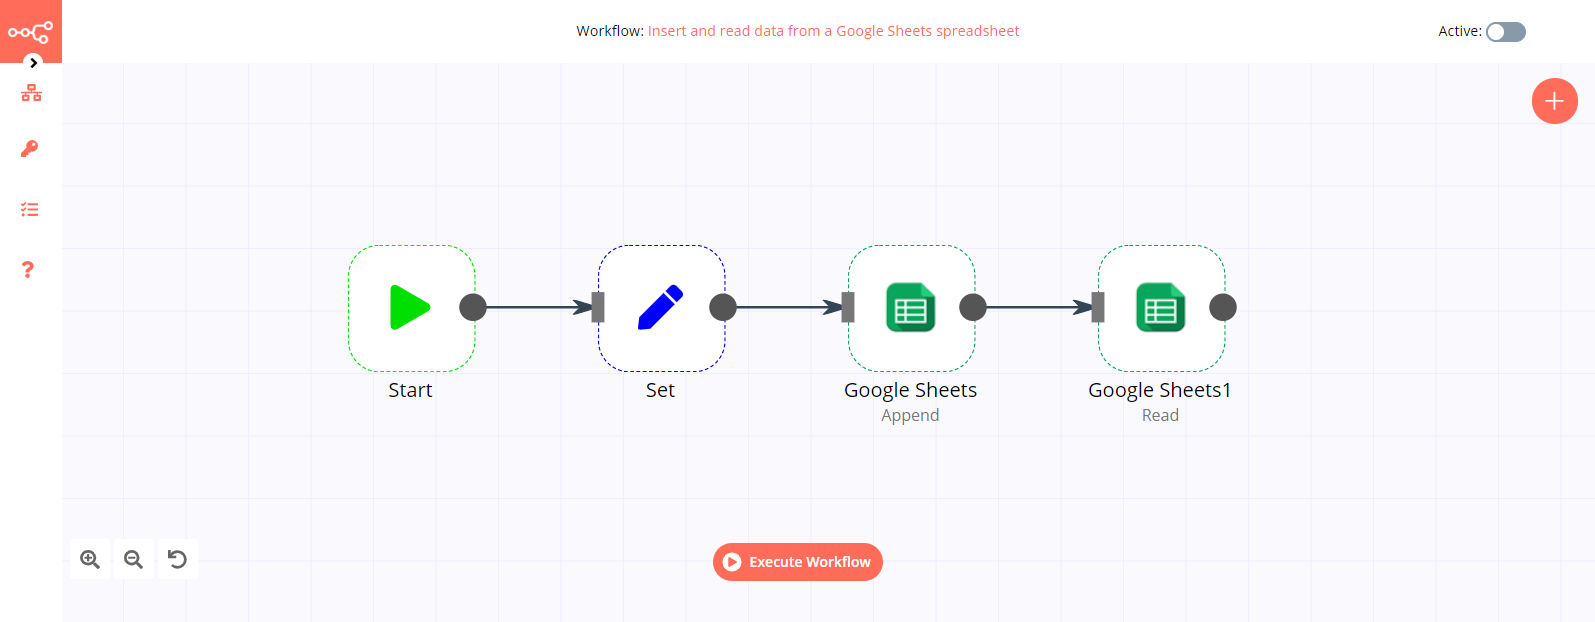 Workflow: Insert and read data from a Google Sheets spreadsheet
Active:
Start
Set
Google Sheets
Append
Google Sheets1
Read
Execute Workflow